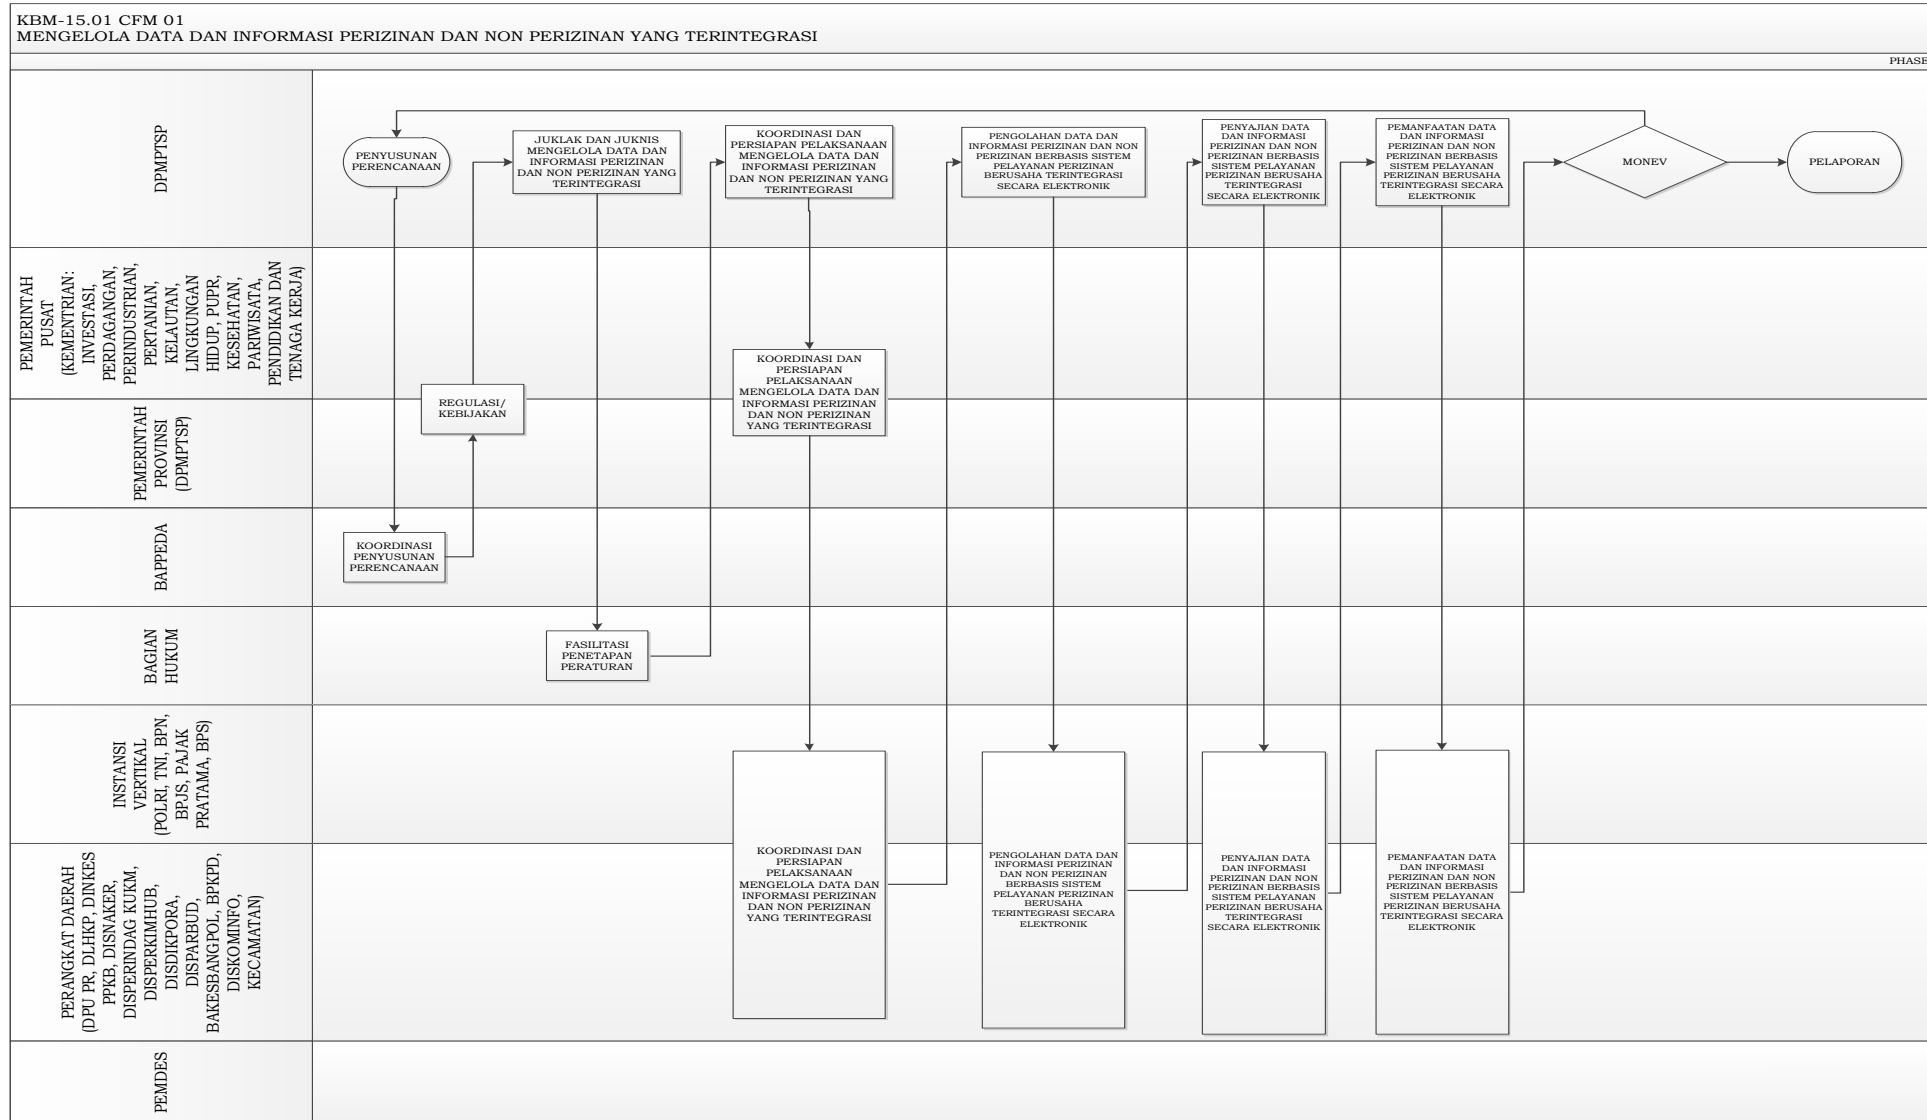 KBM-15.01 CFM 01
MENGELOLA DATA DAN INFORMASI PERIZINAN DAN NON PERIZINAN YANG TERINTEGRASI
PHASE
DPMPTSP
PENYUSUNAN
PERENCANAAN
JUKLAK DAN JUKNIS
MENGELOLA DATA DAN
INFORMASI PERIZINAN
DAN NON PERIZINAN YANG
TERINTEGRASI
KOORDINASI DAN
PERSIAPAN PELAKSANAAN
MENGELOLA DATA DAN
INFORMASI PERIZINAN
DAN NON PERIZINAN YANG
TERINTEGRASI
PENGOLAHAN DATA DAN
INFORMASI PERIZINAN DAN NON
PERIZINAN BERBASIS SISTEM
PELAYANAN PERIZINAN
BERUSAHA TERINTEGRASI
SECARA ELEKTRONIK
PENYAJIAN DATA
DAN INFORMASI
PERIZINAN DAN NON
PERIZINAN BERBASIS
SISTEM PELAYANAN
PERIZINAN BERUSAHA
TERINTEGRASI
SECARA ELEKTRONIK
PEMANFAATAN DATA
DAN INFORMASI
PERIZINAN DAN NON
PERIZINAN BERBASIS
SISTEM PELAYANAN
PERIZINAN BERUSAHA
TERINTEGRASI SECARA
ELEKTRONIK
MONEV
PELAPORAN
PEMERINTAH
PUSAT
(KEMENTRIAN:
INVESTASI,
PERDAGANGAN,
PERINDUSTRIAN,
PERTANIAN,
KELAUTAN,
LINGKUNGAN
HIDUP, PUPR,
KESEHATAN,
PARIWISATA,
PENDIDIKAN DAN
TENAGA KERJA)
KOORDINASI DAN
PERSIAPAN
PELAKSANAAN
MENGELOLA DATA DAN
INFORMASI PERIZINAN
DAN NON PERIZINAN
YANG TERINTEGRASI
REGULASI/
KEBIJAKAN
PEMERINTAH
PROVINSI
(DPMPTSP)
BAPPEDA
KOORDINASI
PENYUSUNAN
PERENCANAAN
BAGIAN
HUKUM
FASILITASI
PENETAPAN
PERATURAN
INSTANSI
VERTIKAL
(POLRI, TNI, BPN,
BPJS, PAJAK
PRATAMA, BPS)
PERANGKAT DAERAH
(DPU PR, DLHKP, DINKES
PPKB, DISNAKER,
DISPERINDAG KUKM,
DISPERKIMHUB,
DISDIKPORA,
DISPARBUD,
BAKESBANGPOL, BPKPD,
DISKOMINFO,
KECAMATAN)
KOORDINASI DAN
PERSIAPAN
PELAKSANAAN
MENGELOLA DATA DAN
INFORMASI PERIZINAN
DAN NON PERIZINAN
YANG TERINTEGRASI
PENGOLAHAN DATA DAN
INFORMASI PERIZINAN
DAN NON PERIZINAN
BERBASIS SISTEM
PELAYANAN PERIZINAN
BERUSAHA
TERINTEGRASI SECARA
ELEKTRONIK
PENYAJIAN DATA
DAN INFORMASI
PERIZINAN DAN NON
PERIZINAN BERBASIS
SISTEM PELAYANAN
PERIZINAN BERUSAHA
TERINTEGRASI
SECARA ELEKTRONIK
PEMANFAATAN DATA
DAN INFORMASI
PERIZINAN DAN NON
PERIZINAN BERBASIS
SISTEM PELAYANAN
PERIZINAN BERUSAHA
TERINTEGRASI SECARA
ELEKTRONIK
PEMDES